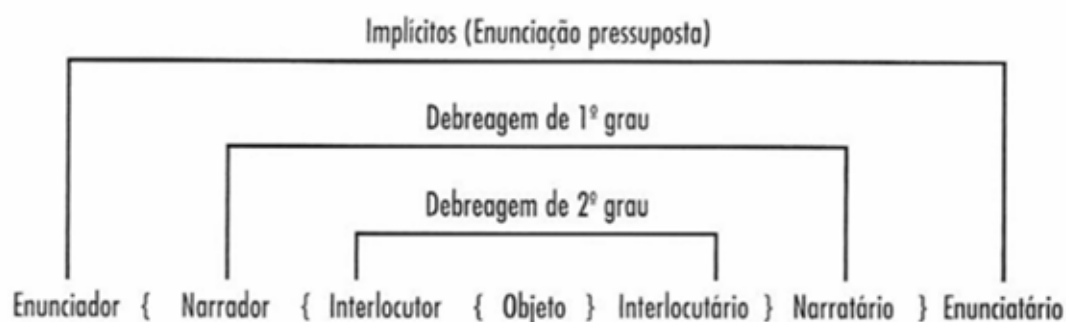 Implícitos (Enunciação pressuposta)
Debreagem de 1º grau
Debreagem de 2º grau
Enunciador { Narrador { Interlocutor { Objeto } Interlocutário } Narratário } Enunciatário